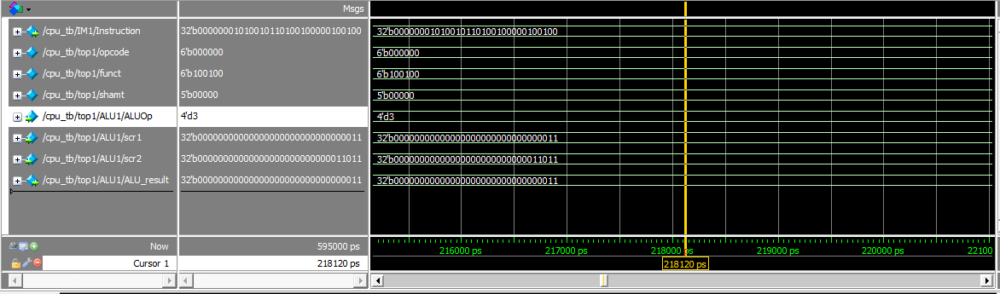 Msgs
/cpu_tb/IM1/Instruction 32'b00000001010010110100100000100100 32'b00000001010010110100100000100100
/cpu_tb/top1/opcode 6'b000000 6'b000000
/cpu_tb/top1/funct 6'b100100 6'b100100
/cpu_tb/top1/shamt 5'b00000 5'b00000
/cpu_tb/top1/ALU1/ALUOp 4'd3 4'd3
/cpu_tb/top1/ALU1/scr1 32'b00000000000000000000000000000011 32'b00000000000000000000000000000011
/cpu_tb/top1/ALU1/scr2 32'b00000000000000000000000000011011 32'b00000000000000000000000000011011
/cpu_tb/top1/ALU1/ALU_result 32'b00000000000000000000000000000011 32'b00000000000000000000000000000011
Now 595000 ps 216000 ps 217000 ps 218000 ps 219000 ps 220000 ps 22100
Cursor 1 218120 ps 218120 ps